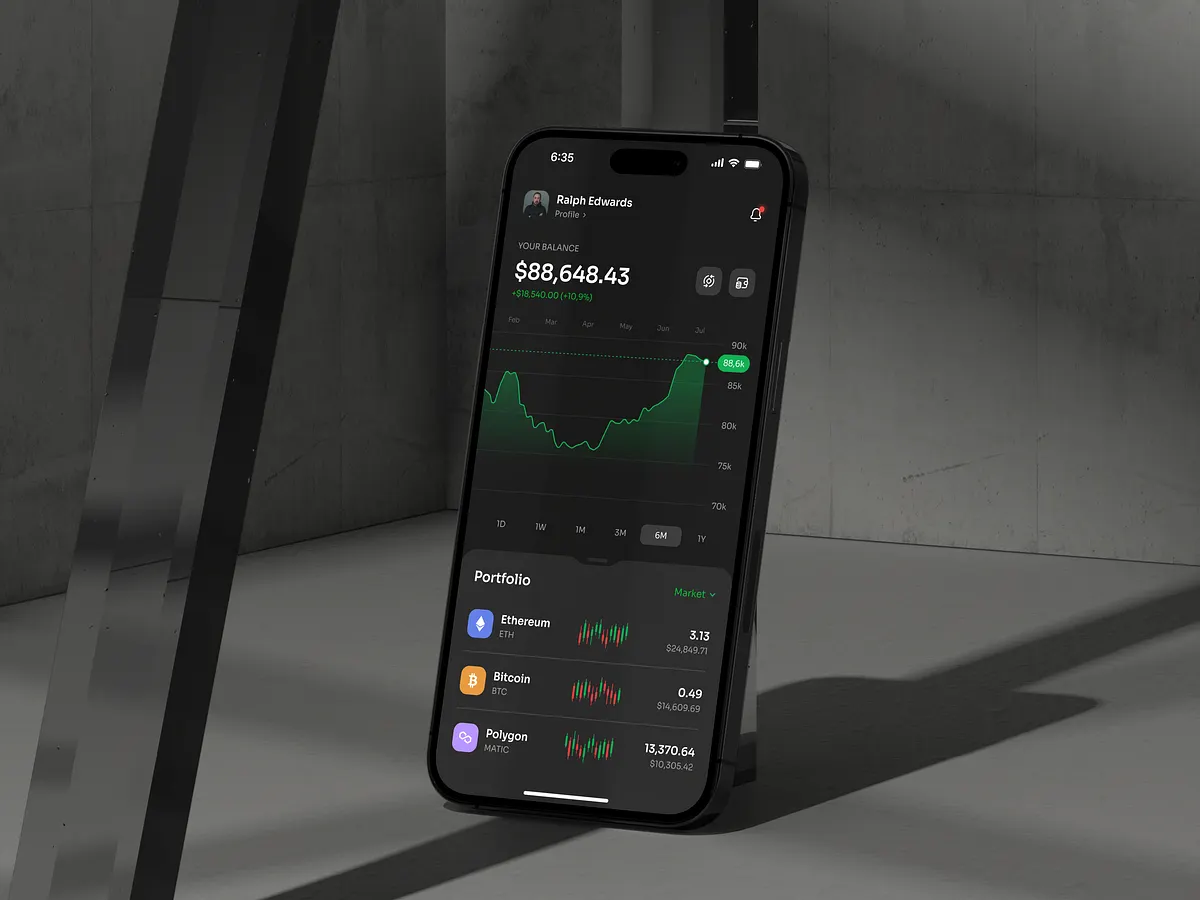 6:35
Ralph Edwards
Profile >
YOUR BALANCE
$88,648.43
+$18,540.00 (+10,9%)
Feb Mar Apr May Jun Jul
90k
88,6k
85k
80k
75k
70k
1D 1W 1M 3M 6M 1Y
Portfolio
Market
Ethereum
3.13
ETH
$24,849.71
Bitcoin
0.49
BTC
$14,609.69
Polygon
13,370.64
MATIC
$10,305.42